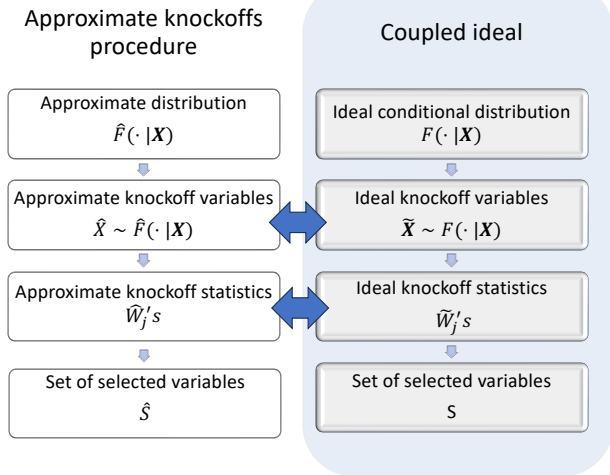 Approximate knockoffs
procedure
Approximate distribution
F̂(· |𝑿)
Approximate knockoff variables
X̂ ~ F̂(· |𝑿)
Approximate knockoff statistics
Ŵⱼ's
Set of selected variables
Ŝ
Coupled ideal
Ideal conditional distribution
F(· |𝑿)
Ideal knockoff variables
𝑿̃ ~ F(· |𝑿)
Ideal knockoff statistics
W̃ⱼ's
Set of selected variables
S